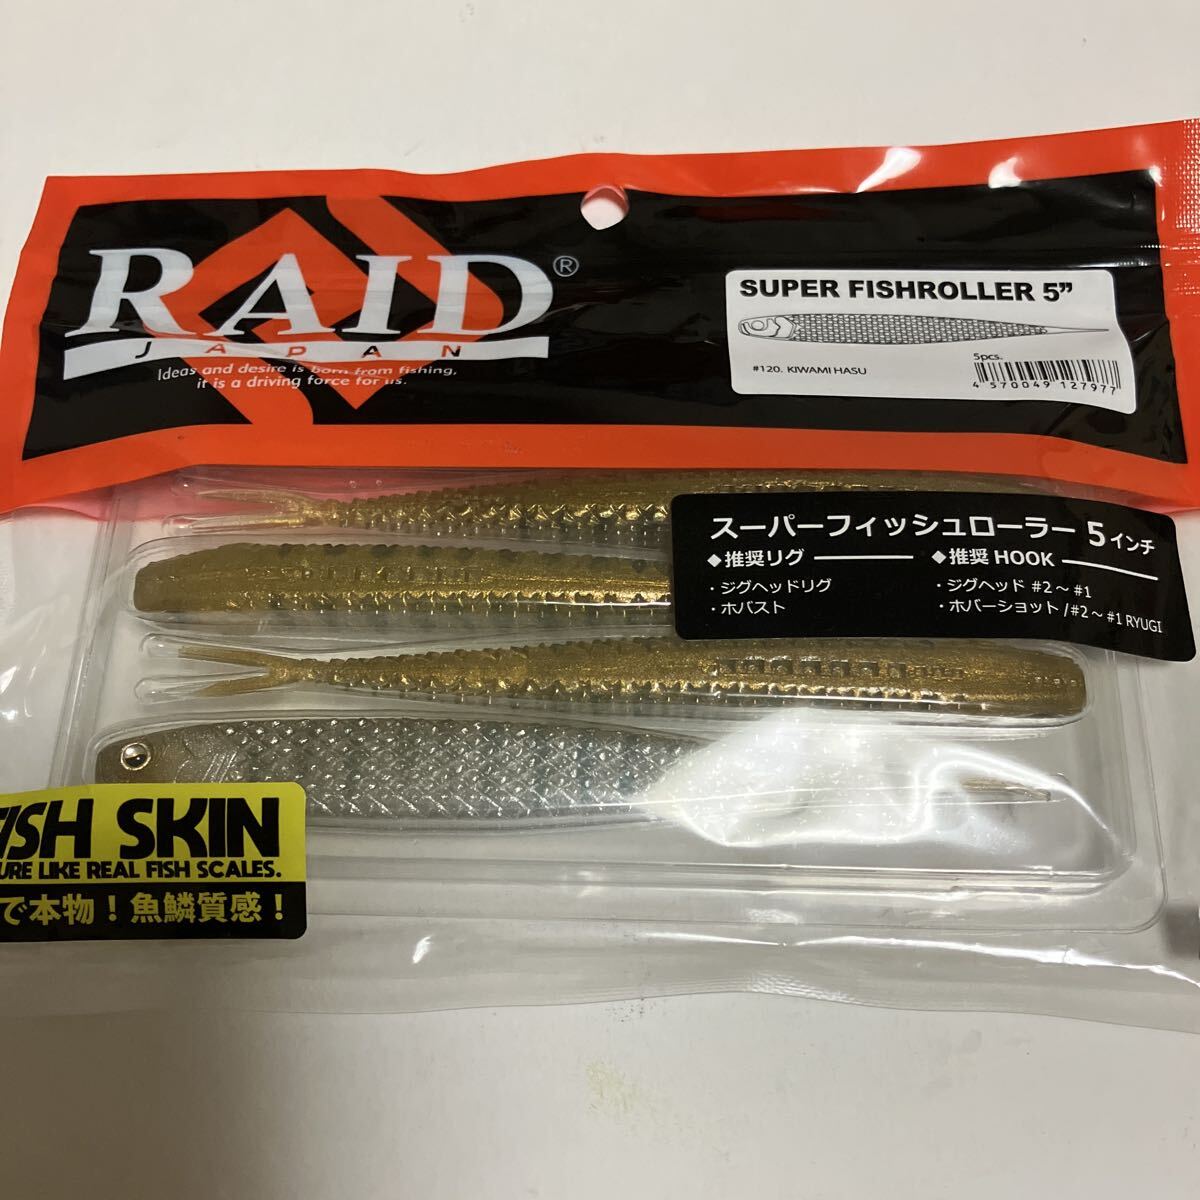 RAID®
JAPAN
Ideas and desire is born from fishing,
it is a driving force for us.
SUPER FISHROLLER 5”
5pcs.
#120. KIWAMI HASU
4 570049 127977
スーパーフィッシュローラー 5インチ
◆推奨リグ
・ジグヘッドリグ
・ホバスト
◆推奨 HOOK
・ジグヘッド #2～#1
・ホバーショット/#2～#1 RYUGI
FISH SKIN
URE LIKE REAL FISH SCALES.
で本物！魚鱗質感！